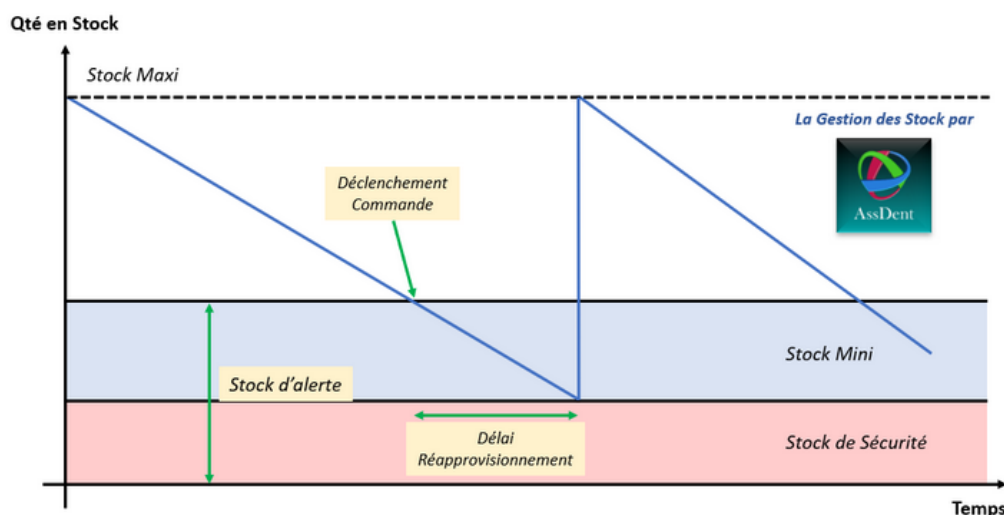 Qté en Stock
Stock Maxi
La Gestion des Stock par
AssDent
Déclenchement
Commande
Stock Mini
Stock d'alerte
Stock de Sécurité
Délai
Réapprovisionnement
Temps